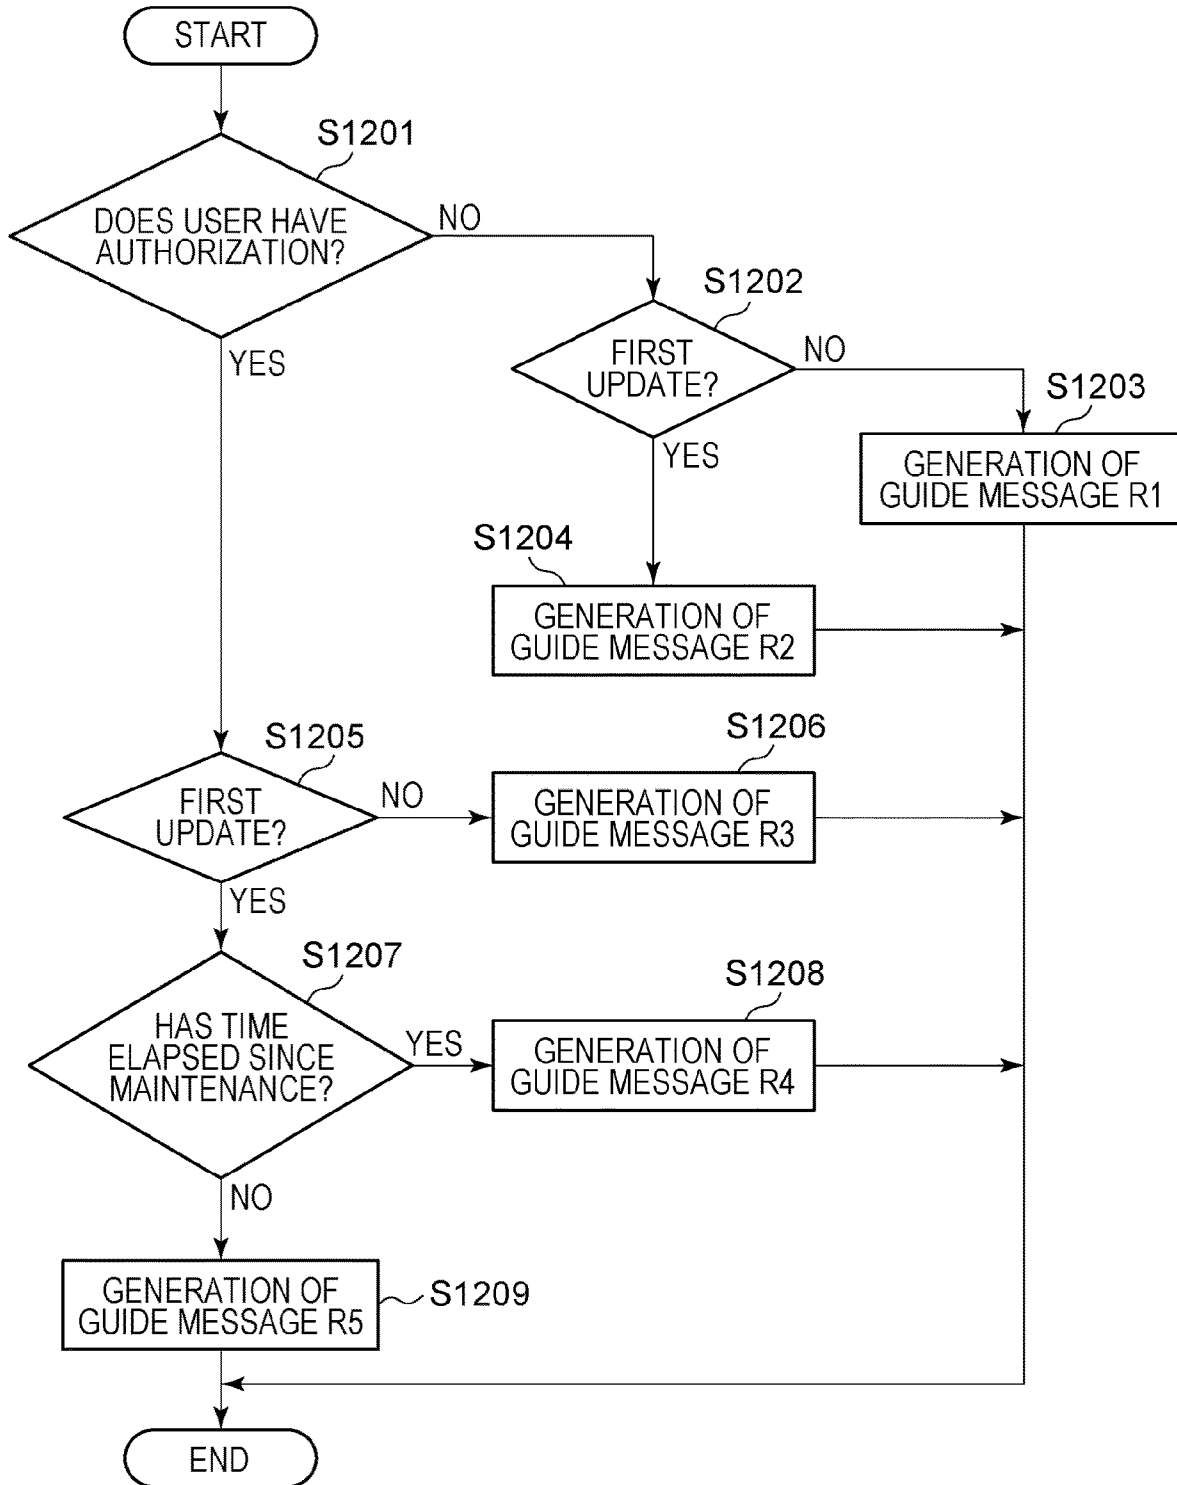 START
S1201
DOES USER HAVE
AUTHORIZATION?
NO
YES
S1202
FIRST
UPDATE?
NO
YES
S1203
GENERATION OF
GUIDE MESSAGE R1
S1204
GENERATION OF
GUIDE MESSAGE R2
S1205
FIRST
UPDATE?
NO
YES
S1206
GENERATION OF
GUIDE MESSAGE R3
S1207
HAS TIME
ELAPSED SINCE
MAINTENANCE?
YES
NO
S1208
GENERATION OF
GUIDE MESSAGE R4
GENERATION OF
GUIDE MESSAGE R5
S1209
END